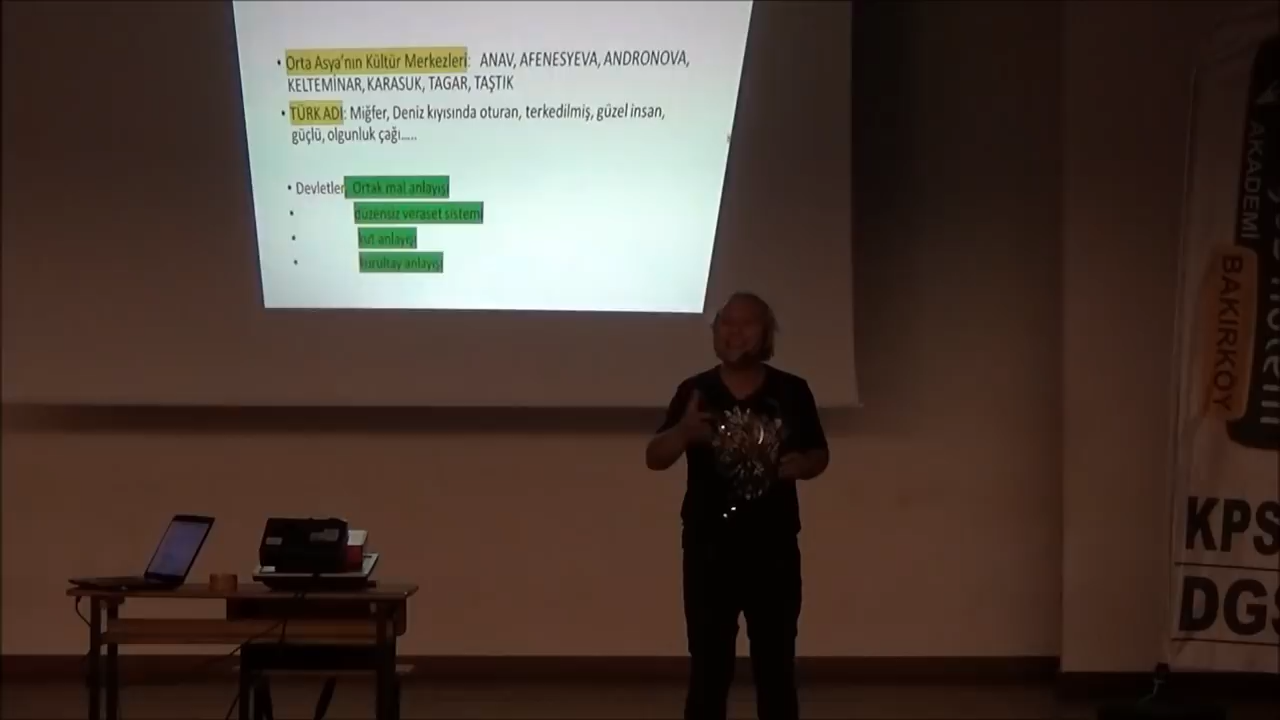 • Orta Asya'nın Kültür Merkezleri: ANAV, AFENESYEVA, ANDRONOVA,
KELTEMİNAR, KARASUK, TAGAR, TAŞTIK
• TÜRK ADI: Miğfer, Deniz kıyısında oturan, terkedilmiş, güzel insan,
güçlü, olgunluk çağı.....
• Devletler, Ortak mal anlayışı
• düzensiz veraset sistemi
• kut anlayışı
• kurultay anlayışı
AKADEMİ
BAKIRKÖY
KPS
DGS